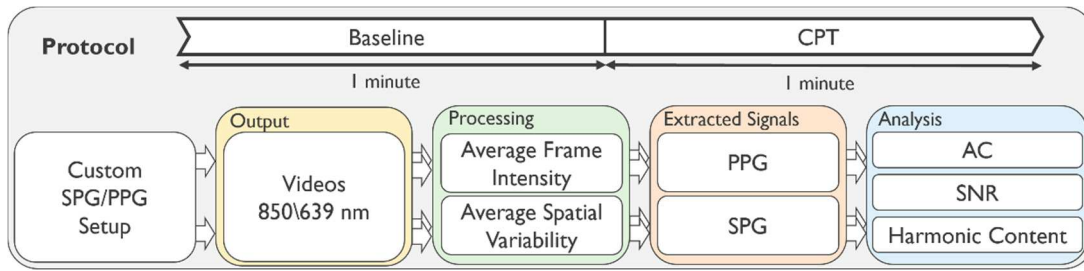 Protocol
Baseline
CPT
1 minute
1 minute
Custom
SPG/PPG
Setup
Output
Videos
850\639 nm
Processing
Average Frame
Intensity
Average Spatial
Variability
Extracted Signals
PPG
SPG
Analysis
AC
SNR
Harmonic Content